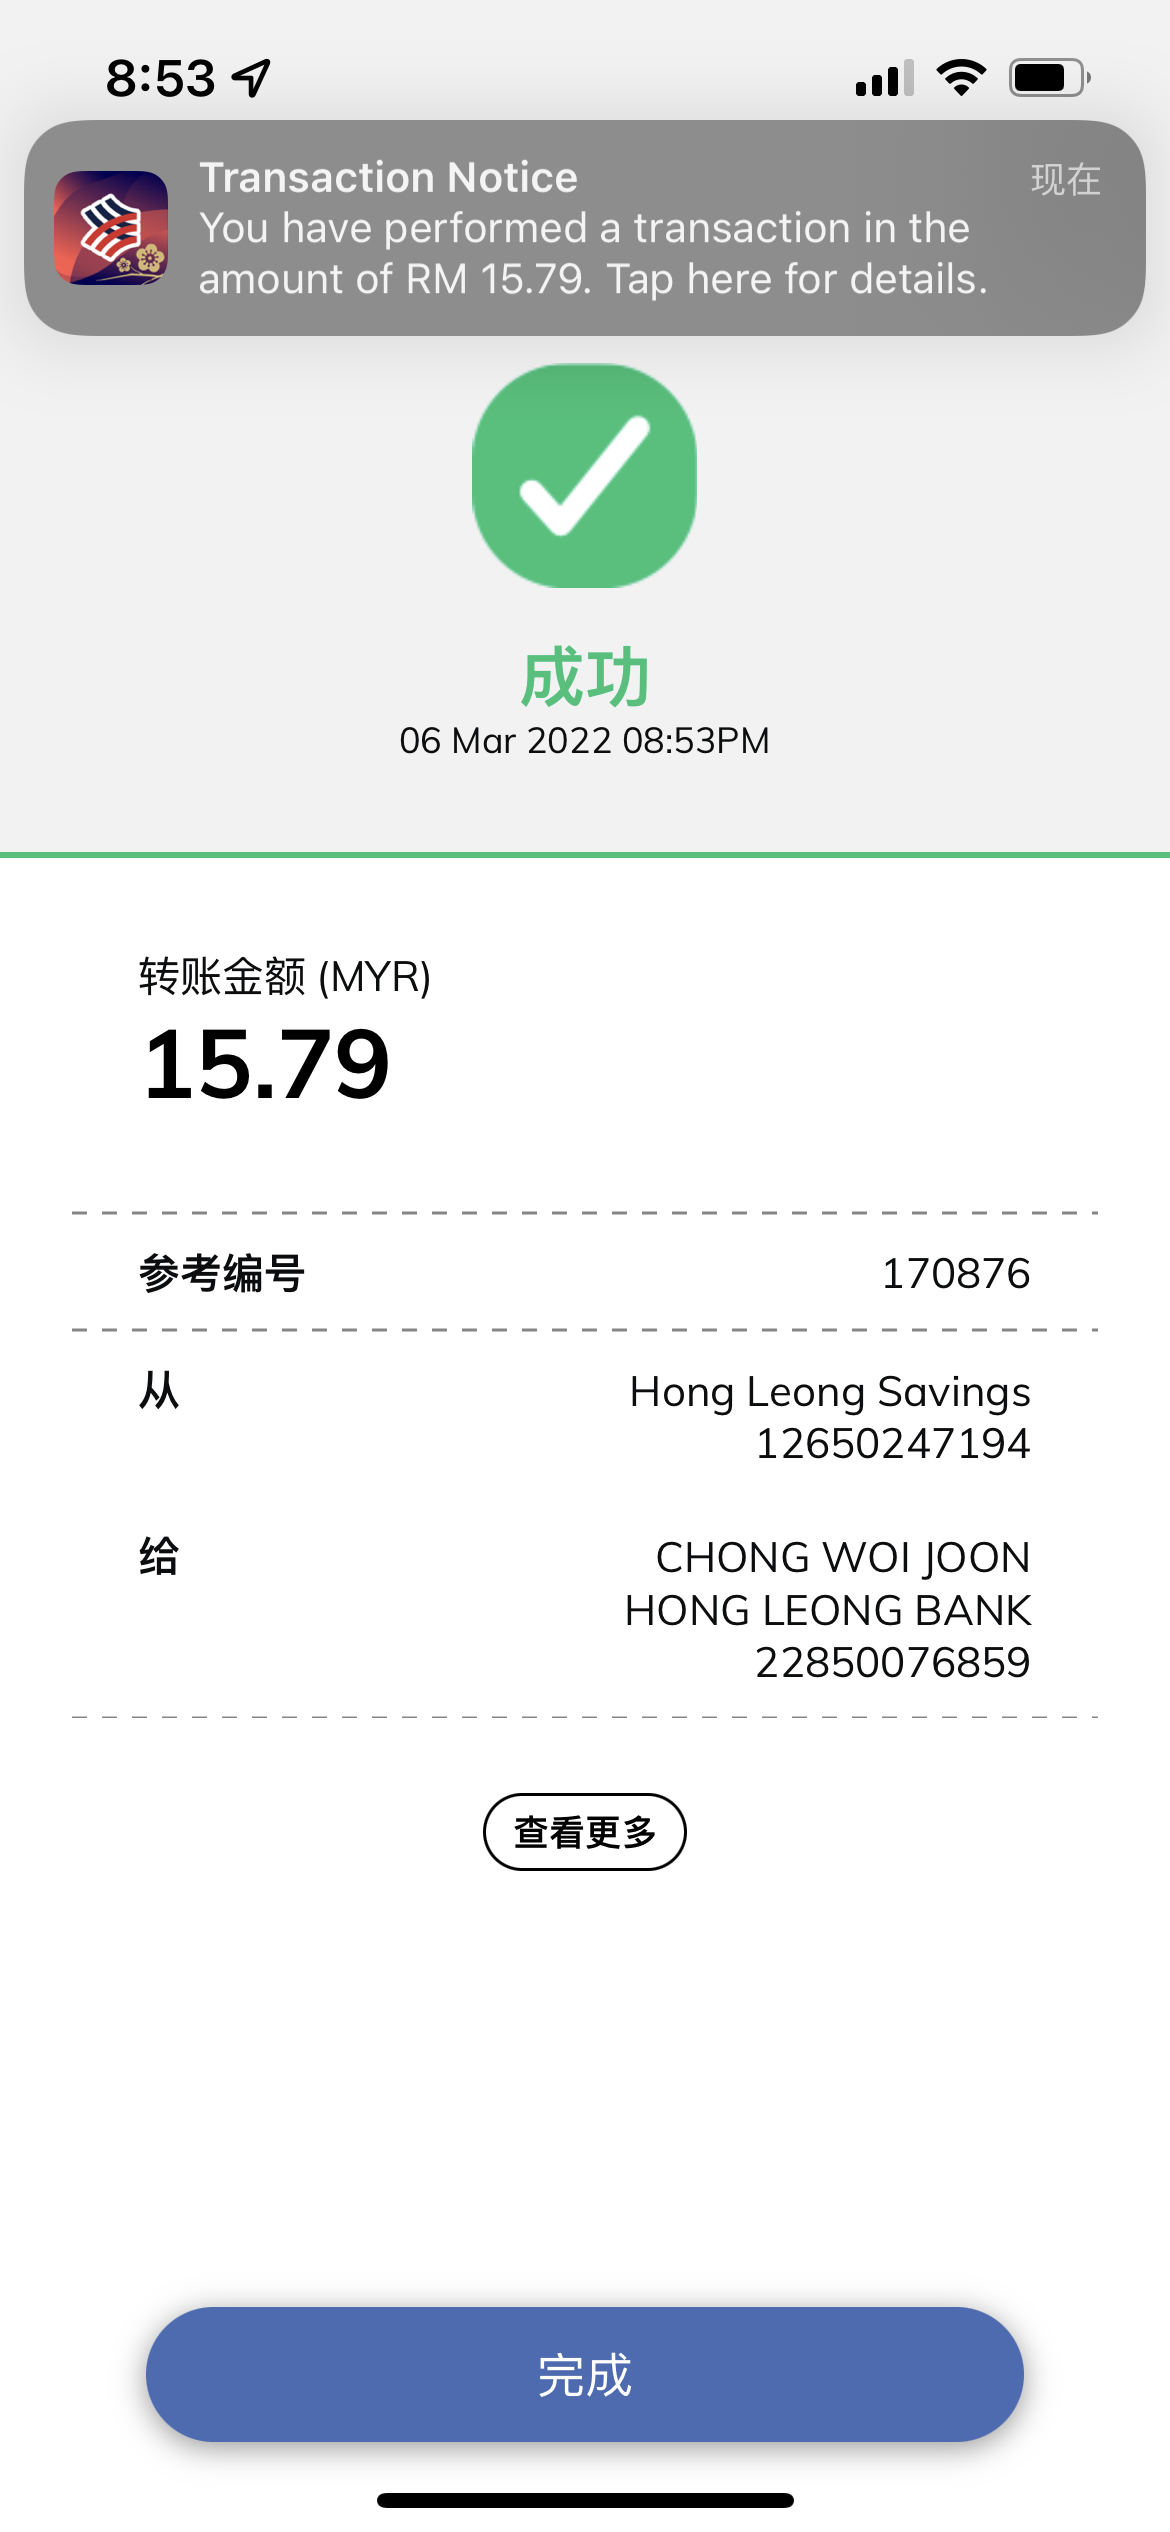 8:53
Transaction Notice
现在
You have performed a transaction in the
amount of RM 15.79. Tap here for details.
成功
06 Mar 2022 08:53PM
转账金额 (MYR)
15.79
参考编号 170876
从 Hong Leong Savings
12650247194
给 CHONG WOI JOON
HONG LEONG BANK
22850076859
查看更多
完成